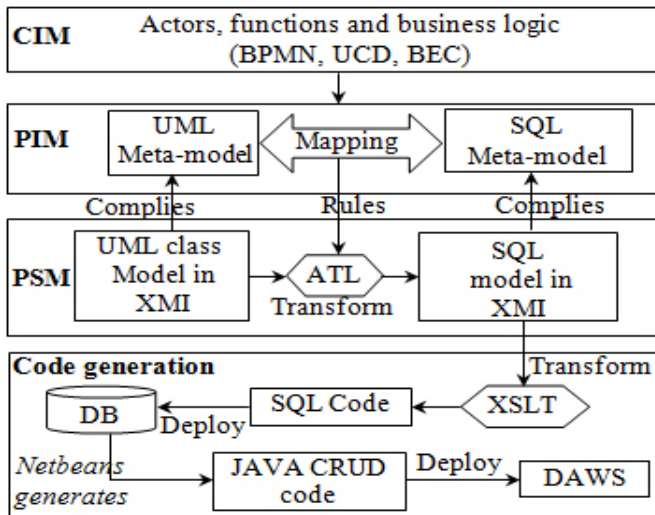 CIM
Actors, functions and business logic
(BPMN, UCD, BEC)
PIM
UML
Meta-model
Mapping
SQL
Meta-model
Complies
Rules
Complies
PSM
UML class
Model in
XMI
ATL
Transform
SQL
model in
XMI
Code generation
Transform
DB
Deploy
SQL Code
XSLT
Netbeans
generates
JAVA CRUD
code
Deploy
DAWS